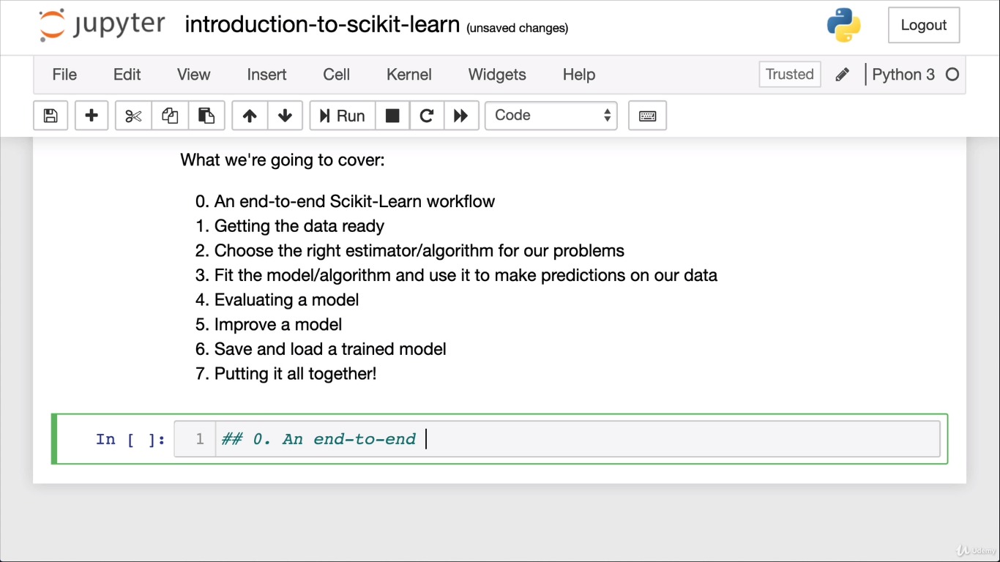 jupyter introduction-to-scikit-learn (unsaved changes) Logout
File Edit View Insert Cell Kernel Widgets Help Trusted Python 3
Run Code
What we're going to cover:
0. An end-to-end Scikit-Learn workflow
1. Getting the data ready
2. Choose the right estimator/algorithm for our problems
3. Fit the model/algorithm and use it to make predictions on our data
4. Evaluating a model
5. Improve a model
6. Save and load a trained model
7. Putting it all together!
In [ ]: 1 ## 0. An end-to-end
Udemy